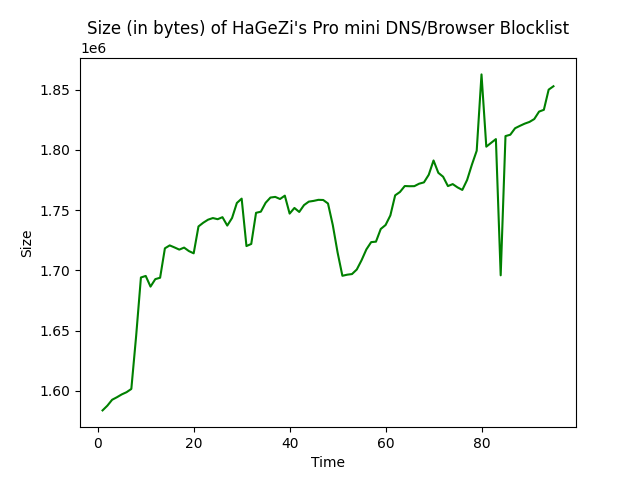 Size (in bytes) of HaGeZi's Pro mini DNS/Browser Blocklist
1e6
1.85
1.80
1.75
1.70
1.65
1.60
Size
0 20 40 60 80
Time